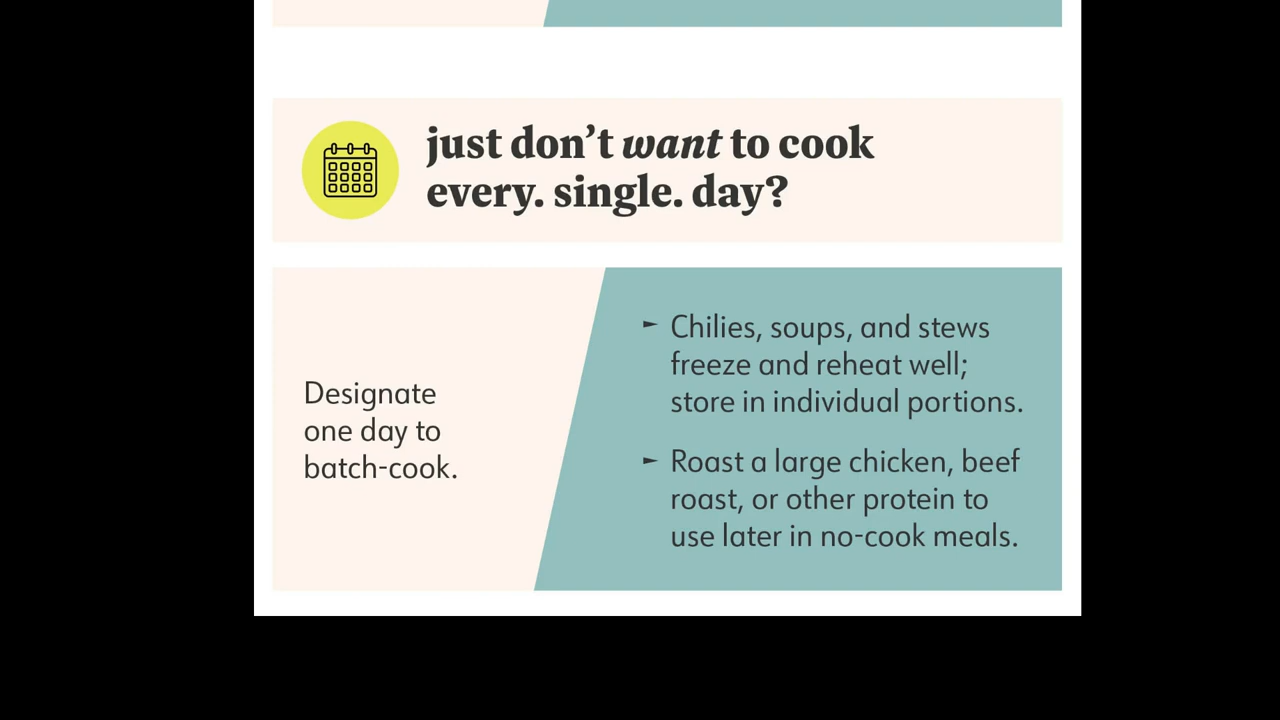 just don’t want to cook
every. single. day?
Designate
one day to
batch-cook.
► Chilies, soups, and stews
freeze and reheat well;
store in individual portions.
► Roast a large chicken, beef
roast, or other protein to
use later in no-cook meals.